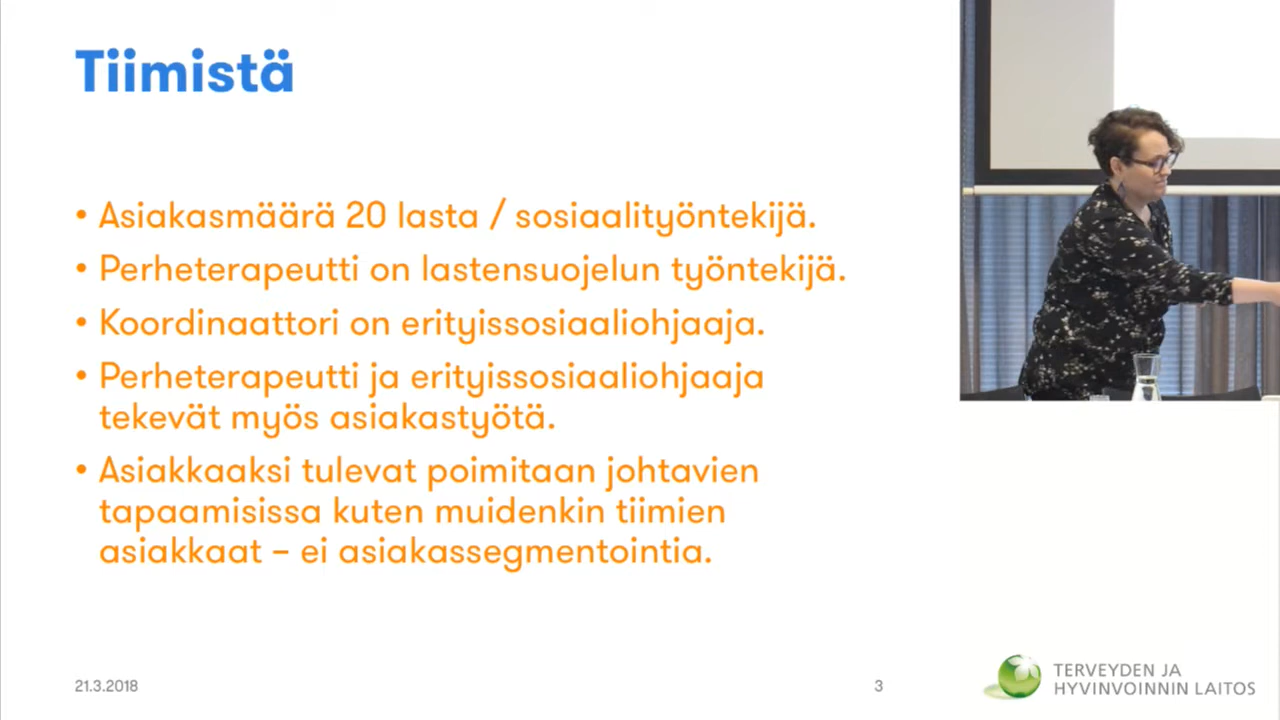 Tiimistä
• Asiakasmäärä 20 lasta / sosiaalityöntekijä.
• Perheterapeutti on lastensuojelun työntekijä.
• Koordinaattori on erityissosiaaliohjaaja.
• Perheterapeutti ja erityissosiaaliohjaaja
tekevät myös asiakastyötä.
• Asiakkaaksi tulevat poimitaan johtavien
tapaamisissa kuten muidenkin tiimien
asiakkaat – ei asiakassegmentointia.
21.3.2018
3
TERVEYDEN JA
HYVINVOINNIN LAITOS